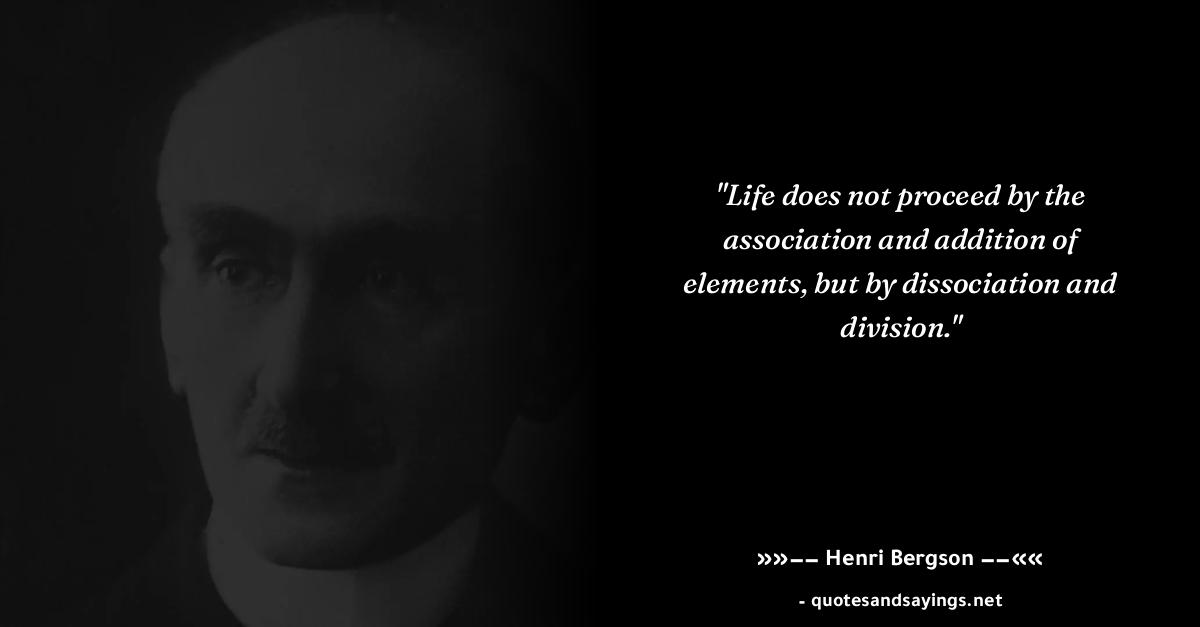 "Life does not proceed by the
association and addition of
elements, but by dissociation and
division."
»»−− Henri Bergson −−««
- quotesandsayings.net